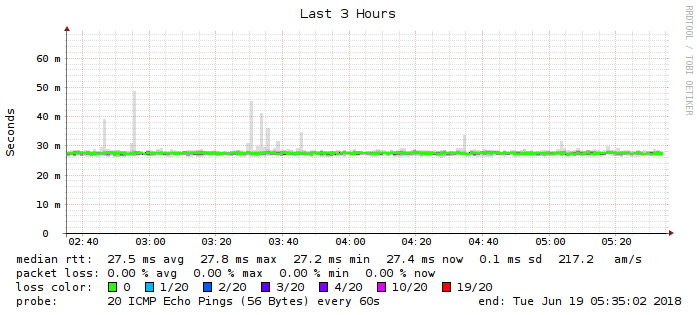 Last 3 Hours
RRDTOOL / TOBI OETIKER
Seconds
60 m
50 m
40 m
30 m
20 m
10 m
0
02:40 03:00 03:20 03:40 04:00 04:20 04:40 05:00 05:20
median rtt: 27.5 ms avg 27.8 ms max 27.2 ms min 27.4 ms now 0.1 ms sd 217.2 am/s
packet loss: 0.00 % avg 0.00 % max 0.00 % min 0.00 % now
loss color: 0 1/20 2/20 3/20 4/20 10/20 19/20
probe: 20 ICMP Echo Pings (56 Bytes) every 60s end: Tue Jun 19 05:35:02 2018